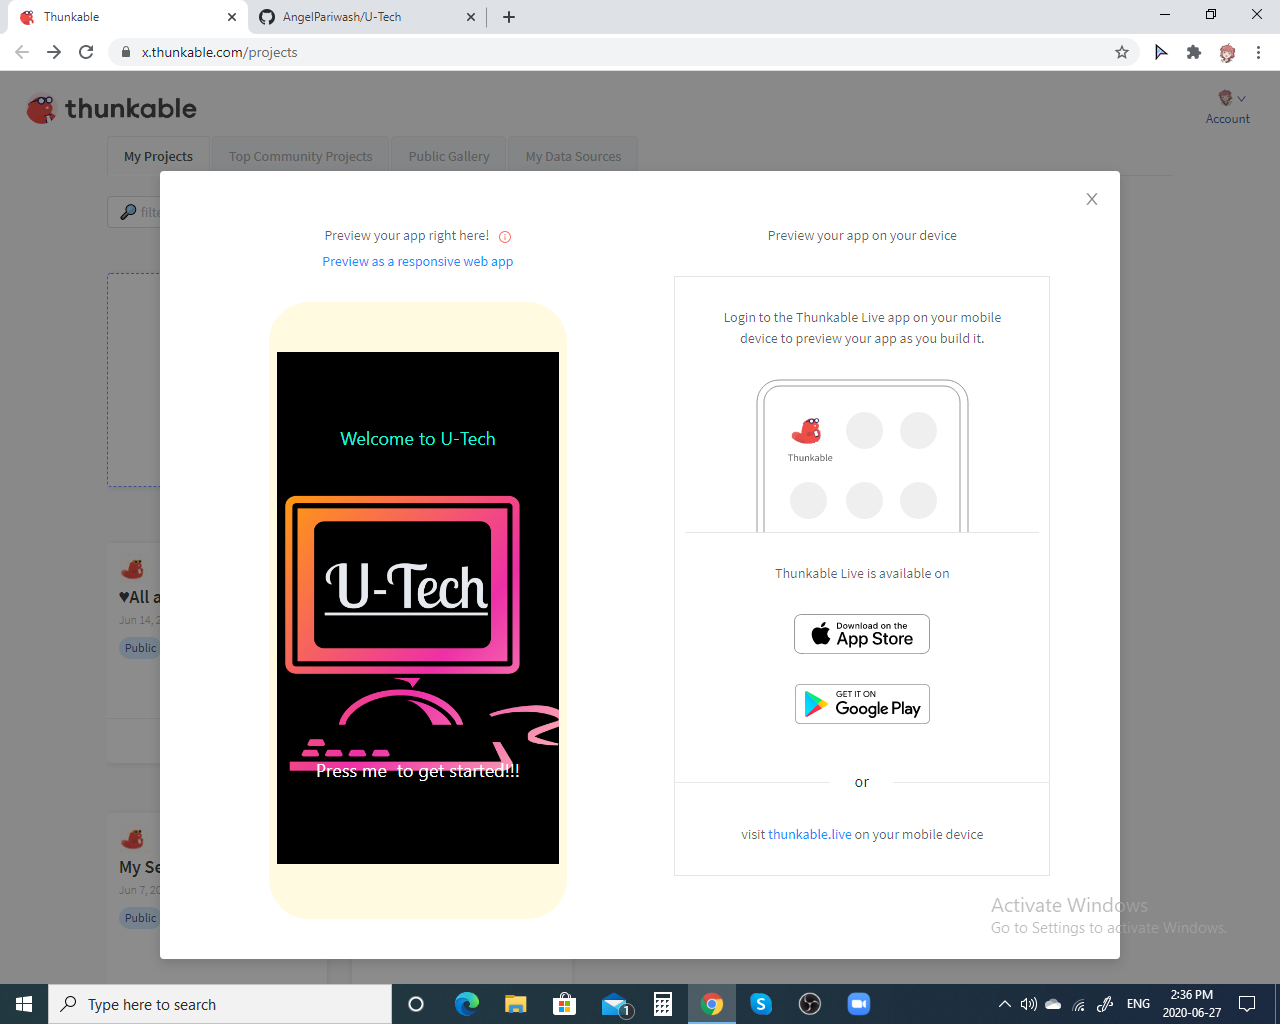 Thunkable
AngelPariwash/U-Tech
x.thunkable.com/projects
thunkable
Account
My Projects
Top Community Projects
Public Gallery
My Data Sources
X
Preview your app right here!
Preview as a responsive web app
Welcome to U-Tech
U-Tech
Press me  to get started!!!
Preview your app on your device
Login to the Thunkable Live app on your mobile
device to preview your app as you build it.
Thunkable
Thunkable Live is available on
Download on the
App Store
GET IT ON
Google Play
or
visit thunkable.live on your mobile device
♥All a
Jun 14, 2
Public
My Se
Jun 7, 20
Public
Activate Windows
Go to Settings to activate Windows.
Type here to search
1
ENG
2:36 PM
2020-06-27